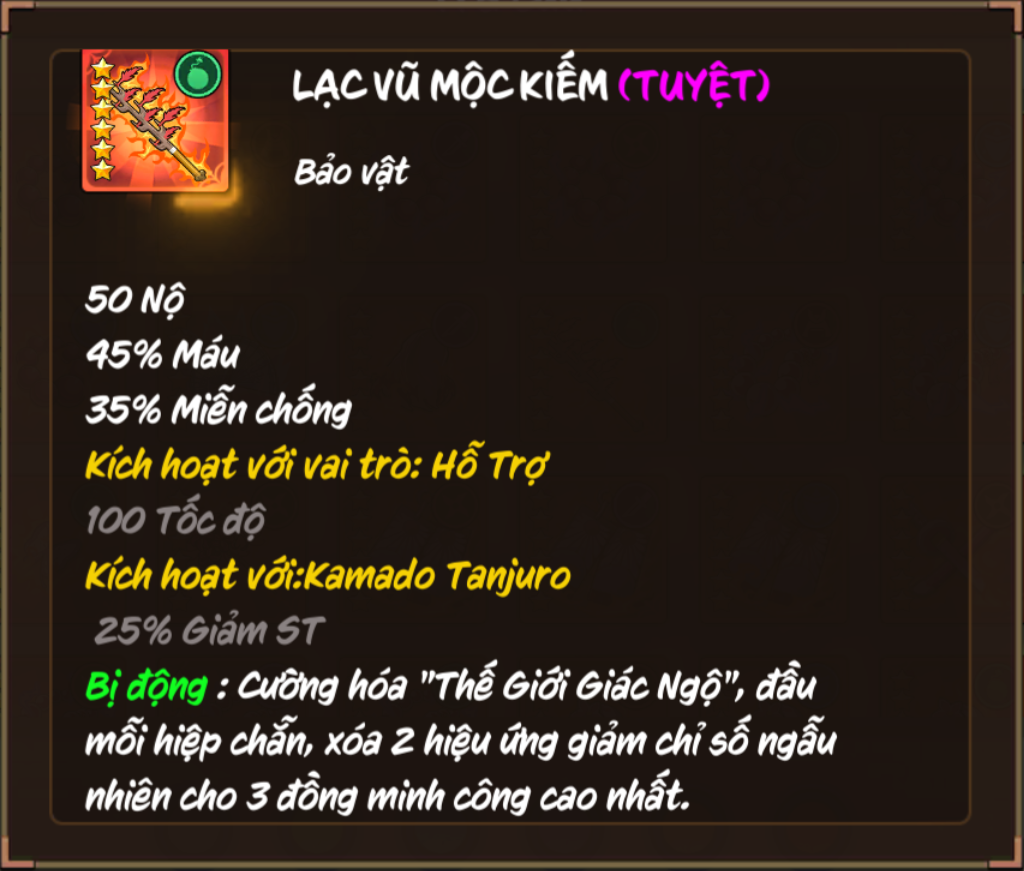 LẠC VŨ MỘC KIẾM (TUYỆT)
Bảo vật
50 Nộ
45% Máu
35% Miễn chống
Kích hoạt với vai trò: Hỗ Trợ
100 Tốc độ
Kích hoạt với:Kamado Tanjuro
25% Giảm ST
Bị động : Cường hóa "Thế Giới Giác Ngộ", đầu
mỗi hiệp chẵn, xóa 2 hiệu ứng giảm chỉ số ngẫu
nhiên cho 3 đồng minh công cao nhất.